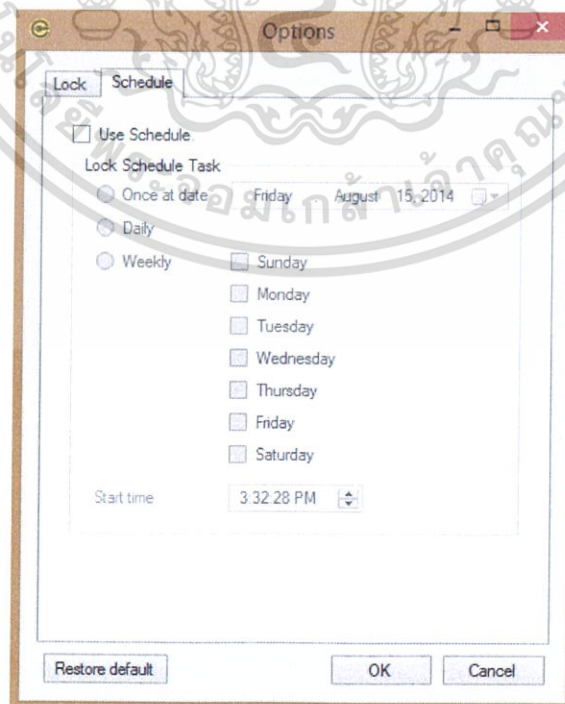 Options
Lock Schedule
Use Schedule.
Lock Schedule Task
Once at date Friday , August 15, 2014
Daily
Weekly Sunday
Monday
Tuesday
Wednesday
Thursday
Friday
Saturday
Start time 3:32:28 PM
Restore default OK Cancel